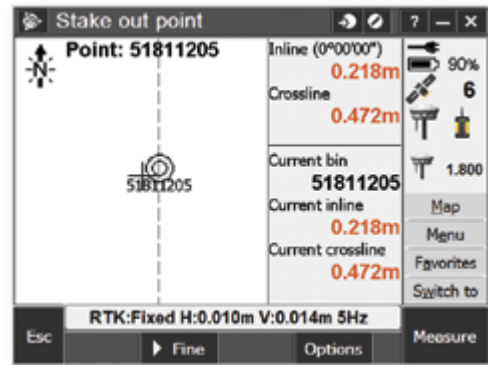 Stake out point
? – ×
N
Point: 51811205
51811205
Inline (0°00'00")
0.218m
Crossline
0.472m
Current bin
51811205
Current inline
0.218m
Current crossline
0.472m
90%
6
1.800
Map
Menu
Favorites
Switch to
RTK:Fixed H:0.010m V:0.014m 5Hz
Esc
Fine
Options
Measure